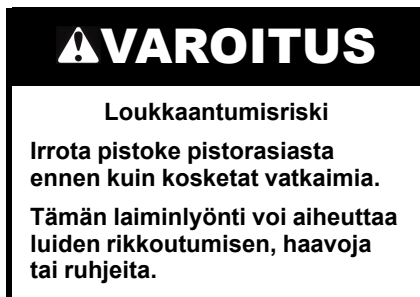 VAROITUS
Loukkaantumisriski
Irrota pistoke pistorasiasta
ennen kuin kosketat vatkaimia.
Tämän laiminlyönti voi aiheuttaa
luiden rikkoutumisen, haavoja
tai ruhjeita.